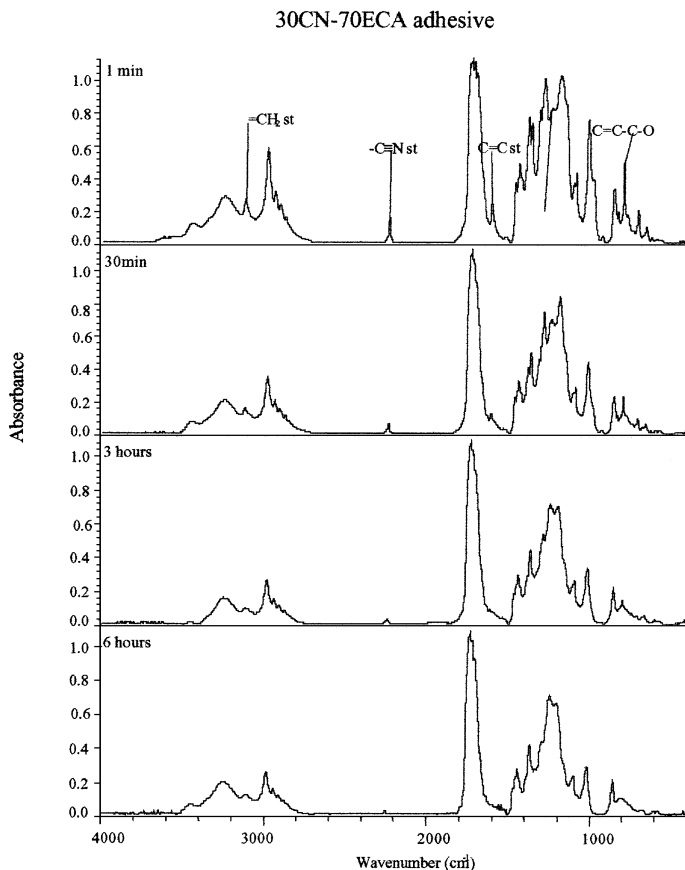 30CN-70ECA adhesive
1 min
1.0
0.8
0.6
0.4
0.2
0.0
=CH2 st
-C≡N st
C=C st
C=C-C-O
30min
1.0
0.8
0.6
0.4
0.2
0.0
3 hours
1.0
0.8
0.6
0.4
0.2
0.0
6 hours
1.0
0.8
0.6
0.4
0.2
0.0
Absorbance
4000 3000 2000 1000
Wavenumber (cm-1)